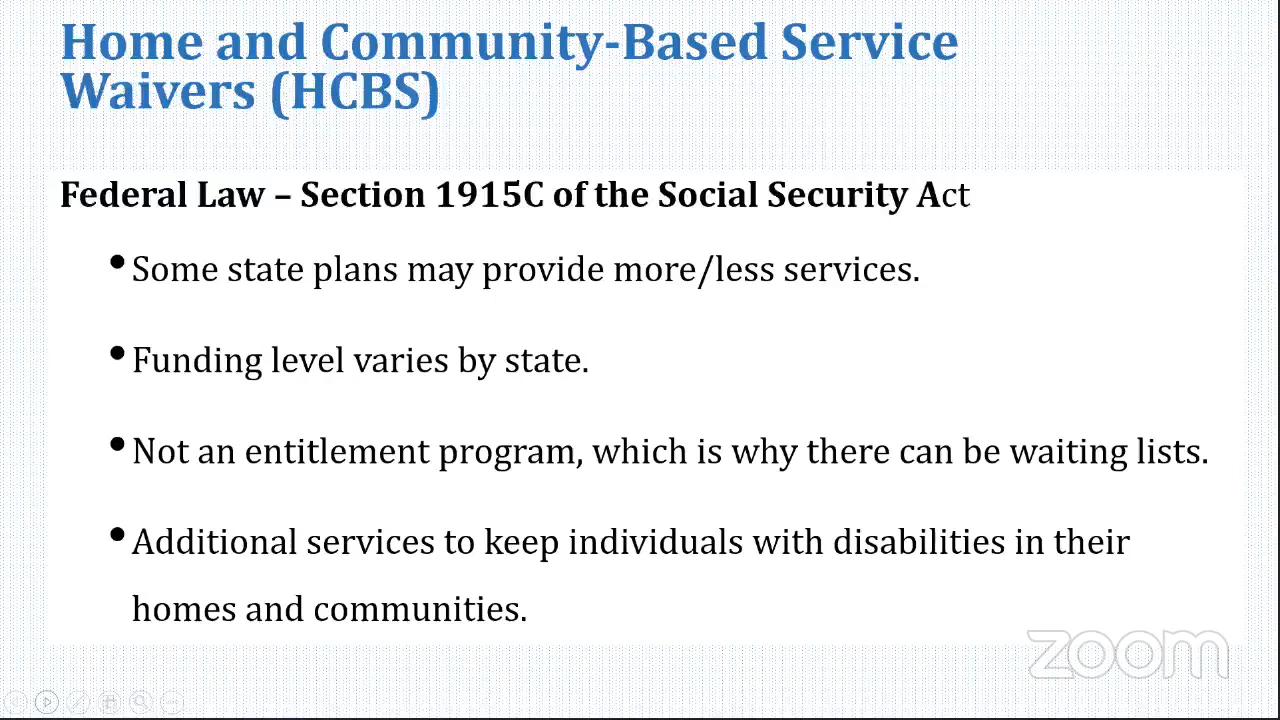 Home and Community-Based Service
Waivers (HCBS)
Federal Law – Section 1915C of the Social Security Act
•Some state plans may provide more/less services.
•Funding level varies by state.
•Not an entitlement program, which is why there can be waiting lists.
•Additional services to keep individuals with disabilities in their
homes and communities.
zoom